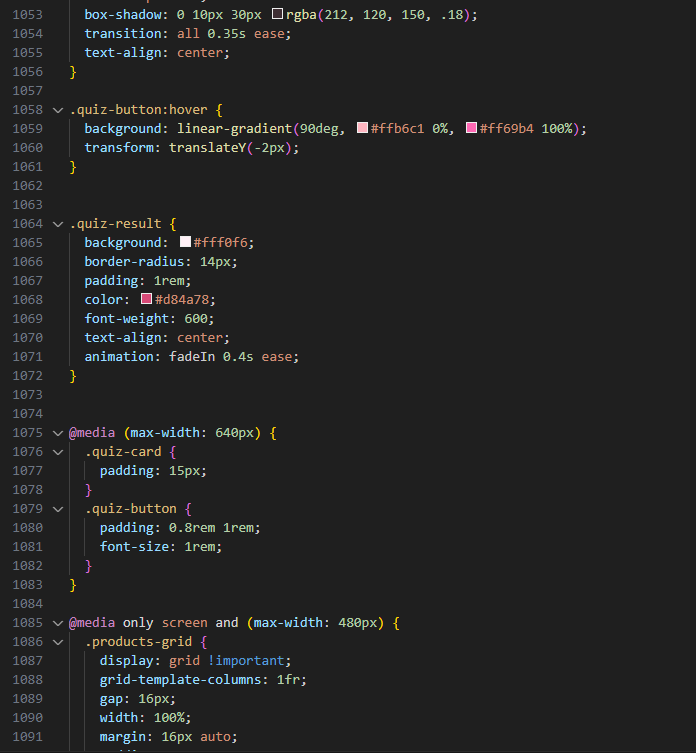 1053 box-shadow: 0 10px 30px rgba(212, 120, 150, .18);
1054 transition: all 0.35s ease;
1055 text-align: center;
1056 }
1057
1058 .quiz-button:hover {
1059 background: linear-gradient(90deg, #ffb6c1 0%, #ff69b4 100%);
1060 transform: translateY(-2px);
1061 }
1062
1063
1064 .quiz-result {
1065 background: #fff0f6;
1066 border-radius: 14px;
1067 padding: 1rem;
1068 color: #d84a78;
1069 font-weight: 600;
1070 text-align: center;
1071 animation: fadeIn 0.4s ease;
1072 }
1073
1074
1075 @media (max-width: 640px) {
1076 .quiz-card {
1077 padding: 15px;
1078 }
1079 .quiz-button {
1080 padding: 0.8rem 1rem;
1081 font-size: 1rem;
1082 }
1083 }
1084
1085 @media only screen and (max-width: 480px) {
1086 .products-grid {
1087 display: grid !important;
1088 grid-template-columns: 1fr;
1089 gap: 16px;
1090 width: 100%;
1091 margin: 16px auto;